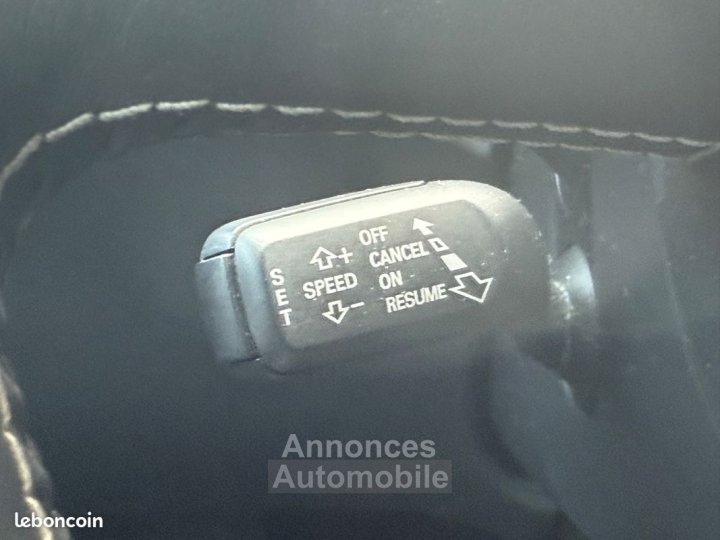 OFF
+ CANCEL
SET
SPEED ON
- RESUME
Annonces
Automobile
leboncoin